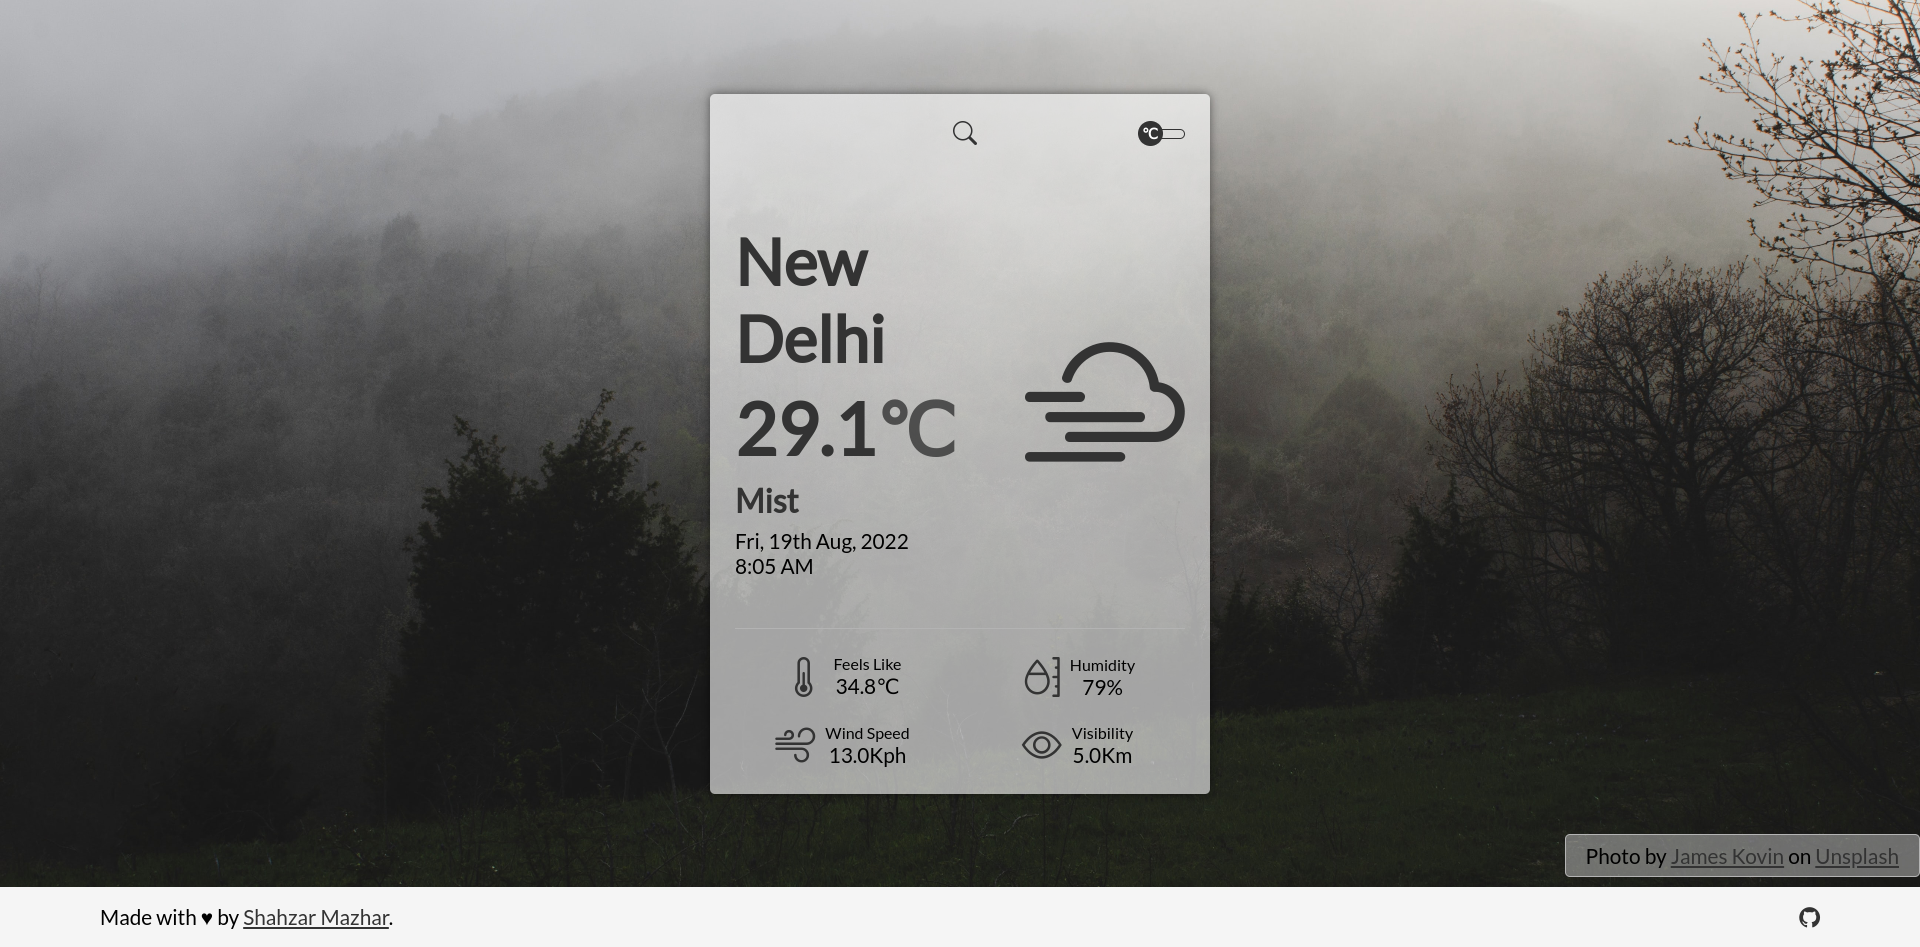 °C
New
Delhi
29.1°C
Mist
Fri, 19th Aug, 2022
8:05 AM
Feels Like
34.8°C
Humidity
79%
Wind Speed
13.0Kph
Visibility
5.0Km
Photo by James Kovin on Unsplash
Made with ♥ by Shahzar Mazhar.